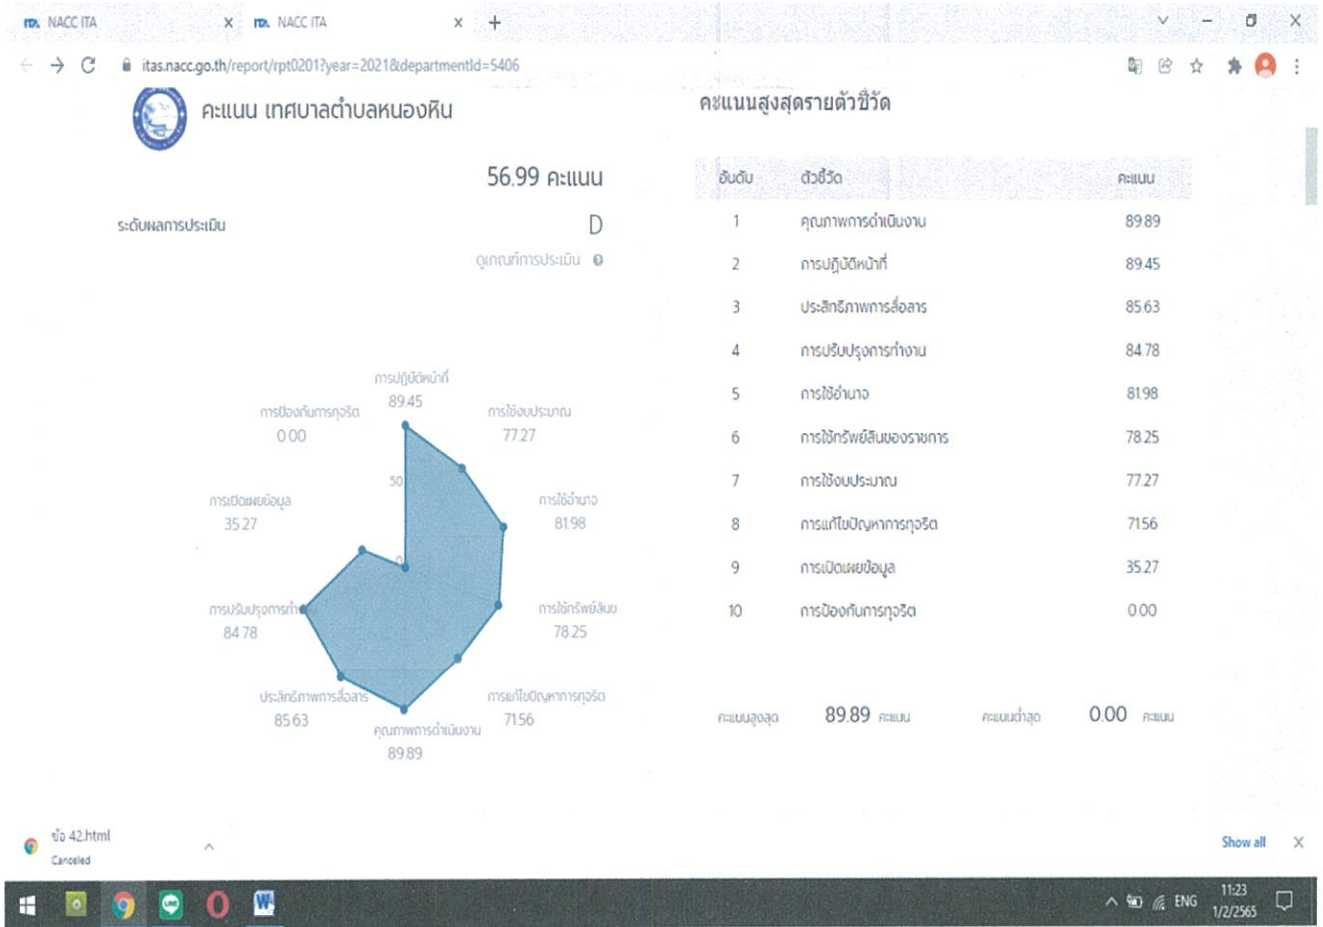 ITA. NACC ITA
ITA. NACC ITA
itas.nacc.go.th/report/rpt0201?year=2021&departmentId=5406
คะแนน เทศบาลตำบลหนองหิน
56.99 คะแนน
ระดับผลการประเมิน D
ดูเกณฑ์การประเมิน
การปฏิบัติหน้าที่
89.45
การป้องกันการทุจริต
0.00
การใช้งบประมาณ
77.27
50
การเปิดเผยข้อมูล
35.27
การใช้อำนาจ
81.98
0
การปรับปรุงการทำงาน
84.78
การใช้ทรัพย์สินข
78.25
ประสิทธิภาพการสื่อสาร
85.63
การแก้ไขปัญหาการทุจริต
71.56
คุณภาพการดำเนินงาน
89.89
คะแนนสูงสุดรายตัวชี้วัด
อันดับ ตัวชี้วัด คะแนน
1 คุณภาพการดำเนินงาน 89.89
2 การปฏิบัติหน้าที่ 89.45
3 ประสิทธิภาพการสื่อสาร 85.63
4 การปรับปรุงการทำงาน 84.78
5 การใช้อำนาจ 81.98
6 การใช้ทรัพย์สินของราชการ 78.25
7 การใช้งบประมาณ 77.27
8 การแก้ไขปัญหาการทุจริต 71.56
9 การเปิดเผยข้อมูล 35.27
10 การป้องกันการทุจริต 0.00
คะแนนสูงสุด 89.89 คะแนน คะแนนต่ำสุด 0.00 คะแนน
ข้อ 42.html
Canceled
Show all
ENG
11:23
1/2/2565